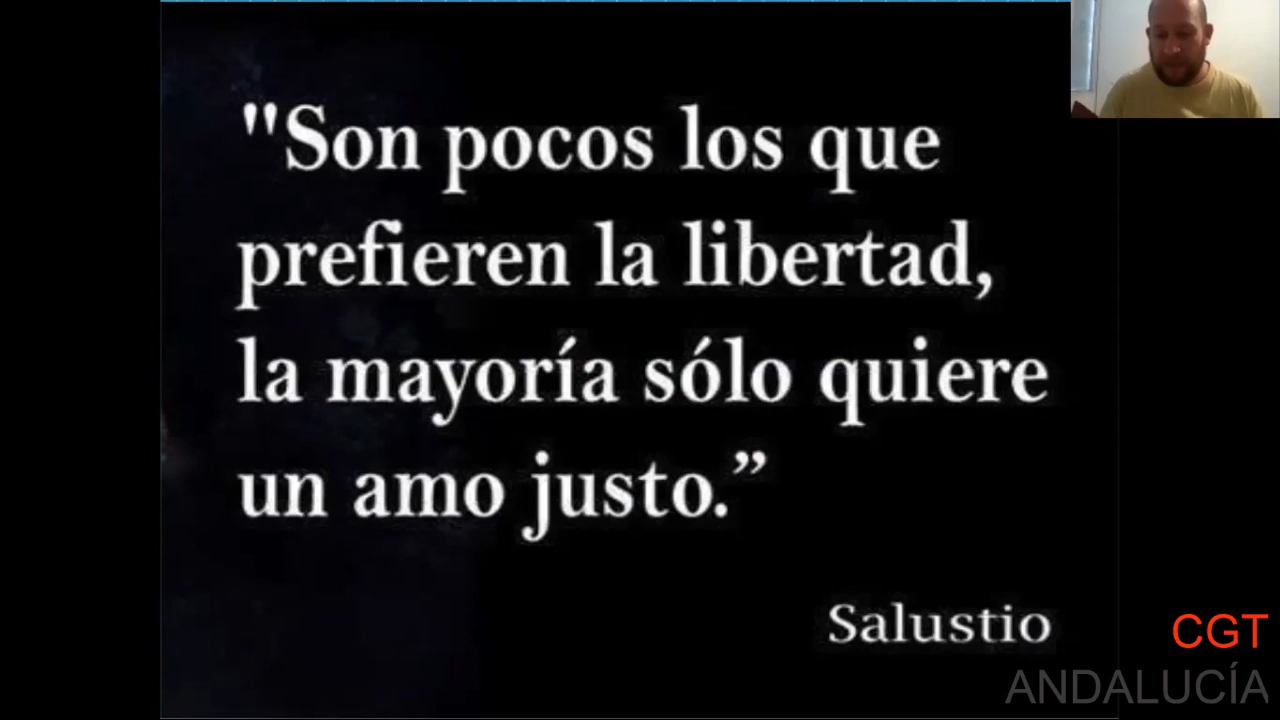 "Son pocos los que
prefieren la libertad,
la mayoría sólo quiere
un amo justo.”
Salustio
CGT
ANDALUCÍA